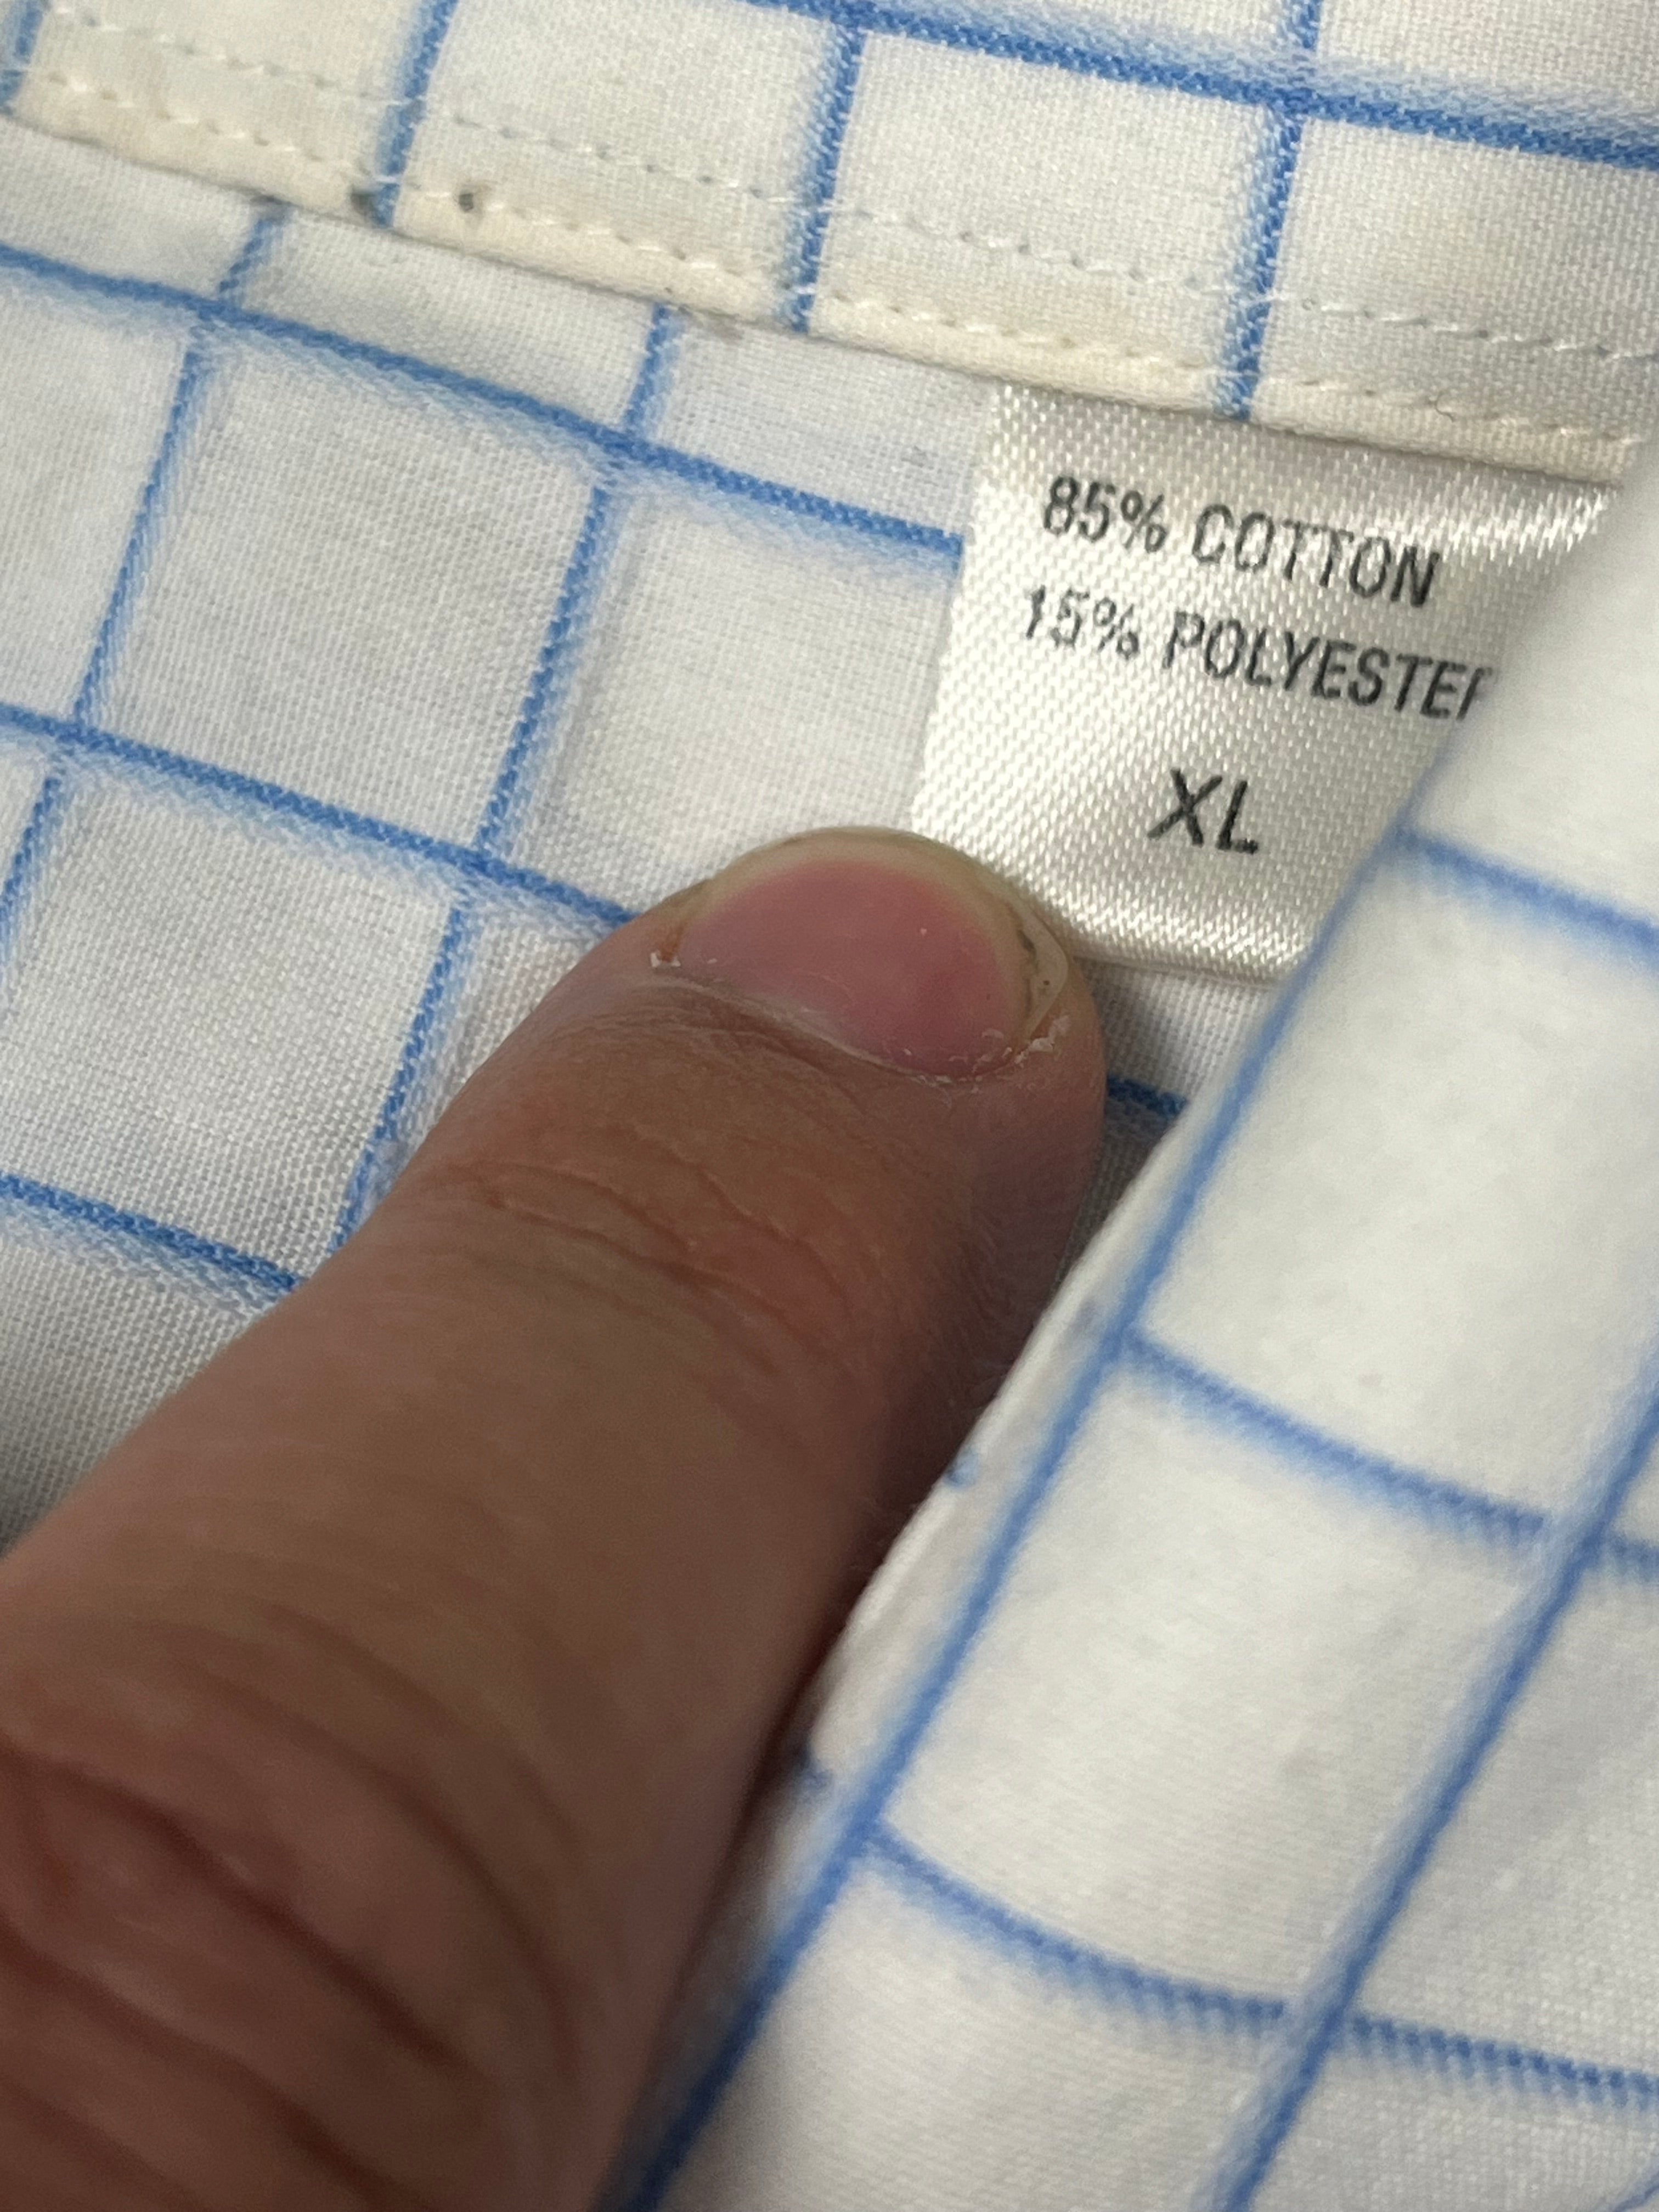 85% COTTON
15% POLYESTER
XL